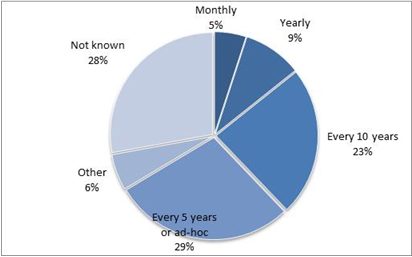 Monthly
5%
Yearly
9%
Every 10 years
23%
Every 5 years
or ad-hoc
29%
Other
6%
Not known
28%